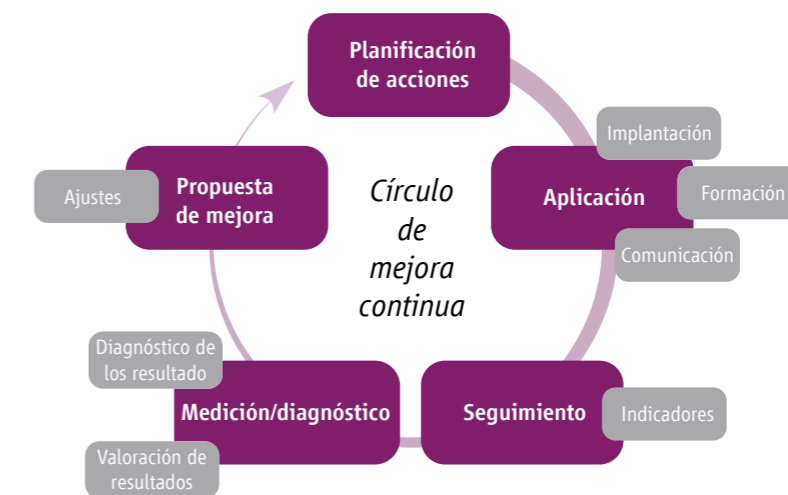 Planificación
de acciones
Implantación
Aplicación
Formación
Comunicación
Seguimiento
Indicadores
Medición/diagnóstico
Diagnóstico de
los resultado
Valoración de
resultados
Propuesta
de mejora
Ajustes
Círculo
de
mejora
continua